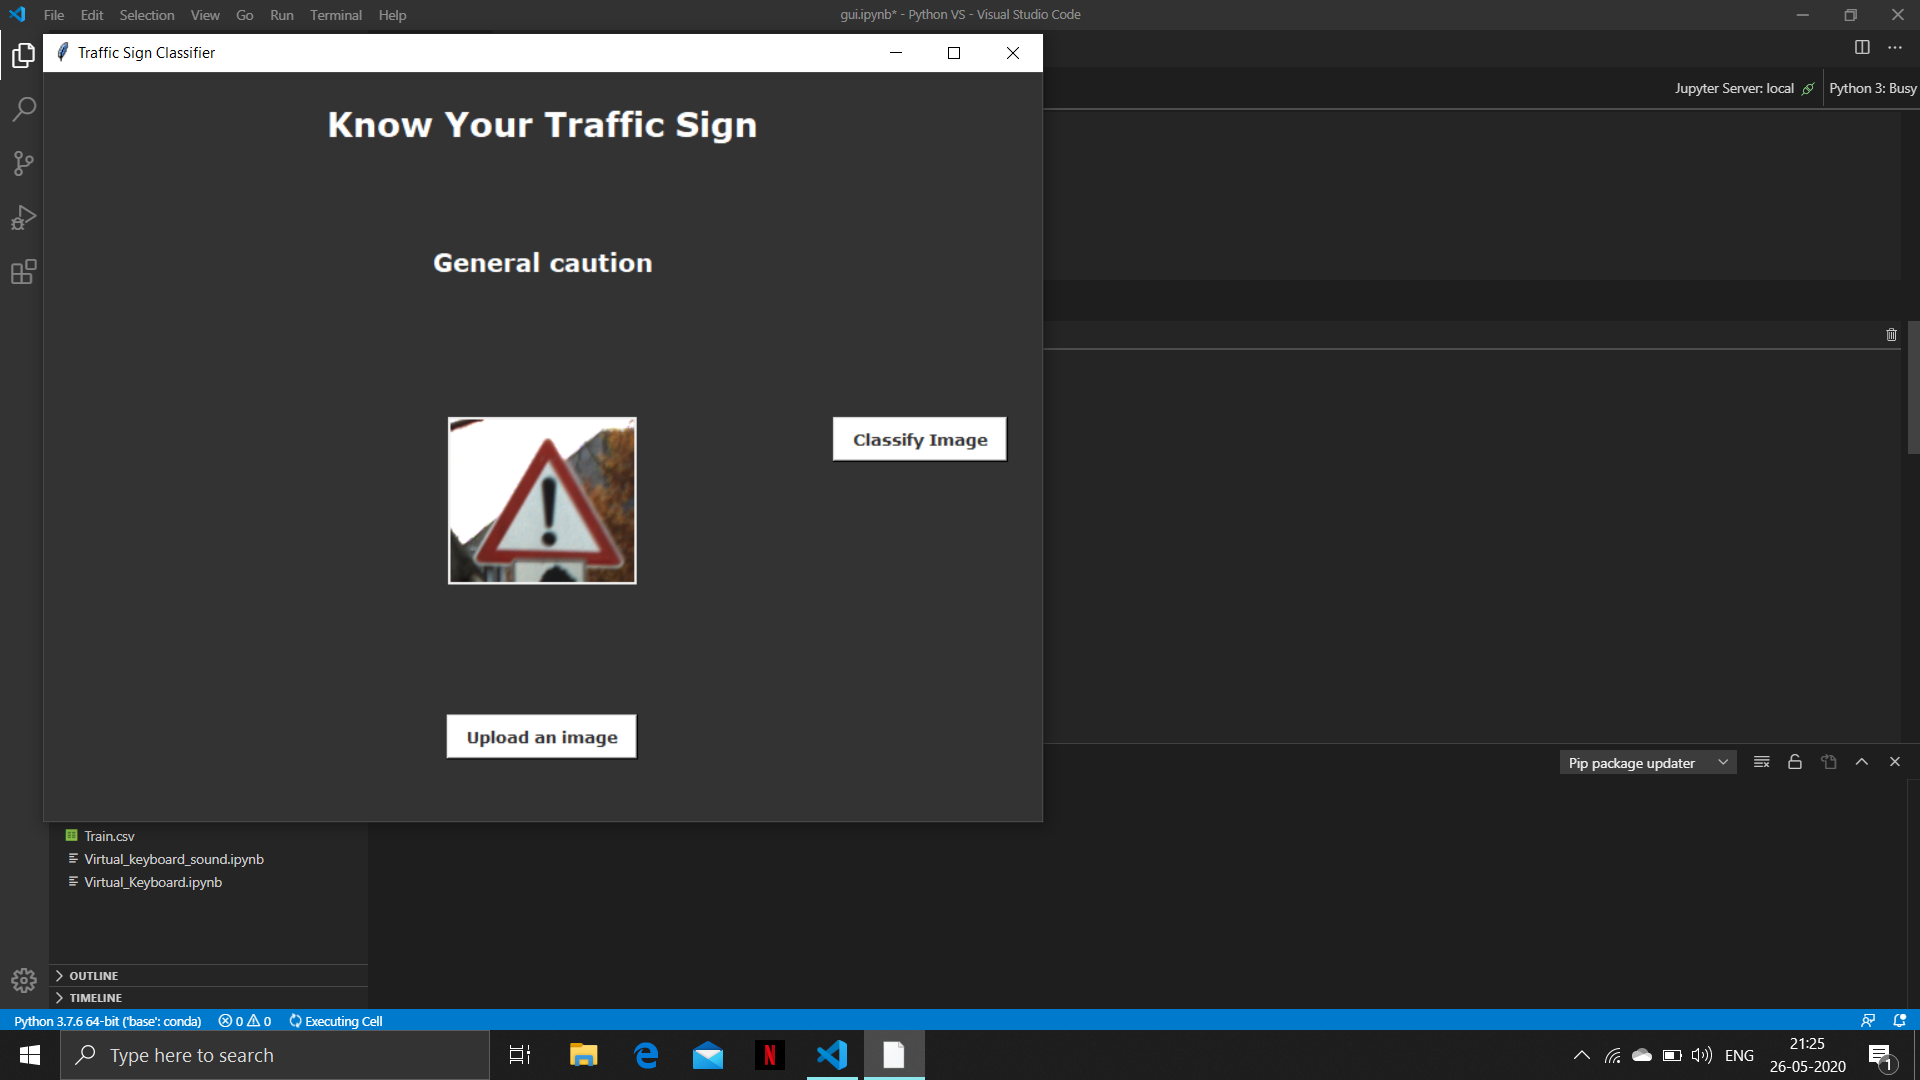 File Edit Selection View Go Run Terminal Help
gui.ipynb* - Python VS - Visual Studio Code
Traffic Sign Classifier
Jupyter Server: local
Python 3: Busy
Know Your Traffic Sign
General caution
Classify Image
Upload an image
Pip package updater
Train.csv
Virtual_keyboard_sound.ipynb
Virtual_Keyboard.ipynb
OUTLINE
TIMELINE
Python 3.7.6 64-bit ('base': conda) 0 0 Executing Cell
Type here to search
N
ENG
21:25
26-05-2020
1